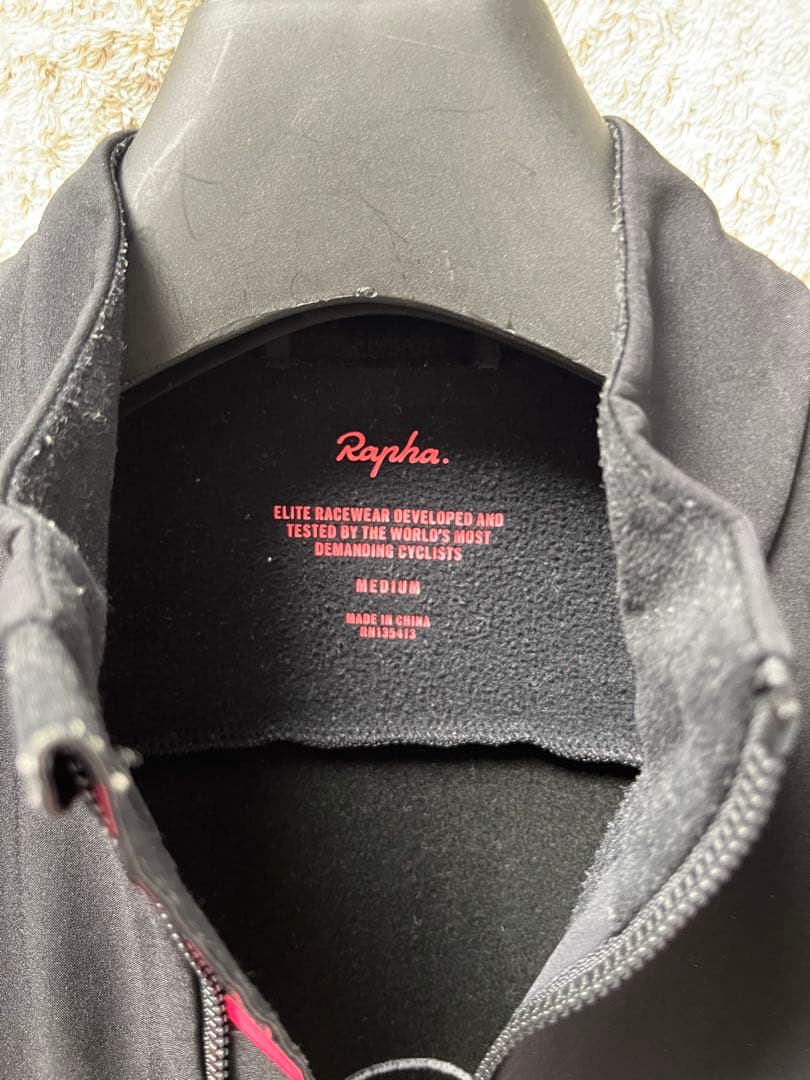 Rapha.
ELITE RACEWEAR DEVELOPED AND
TESTED BY THE WORLD'S MOST
DEMANDING CYCLISTS
MEDIUM
MADE IN CHINA
RN135413